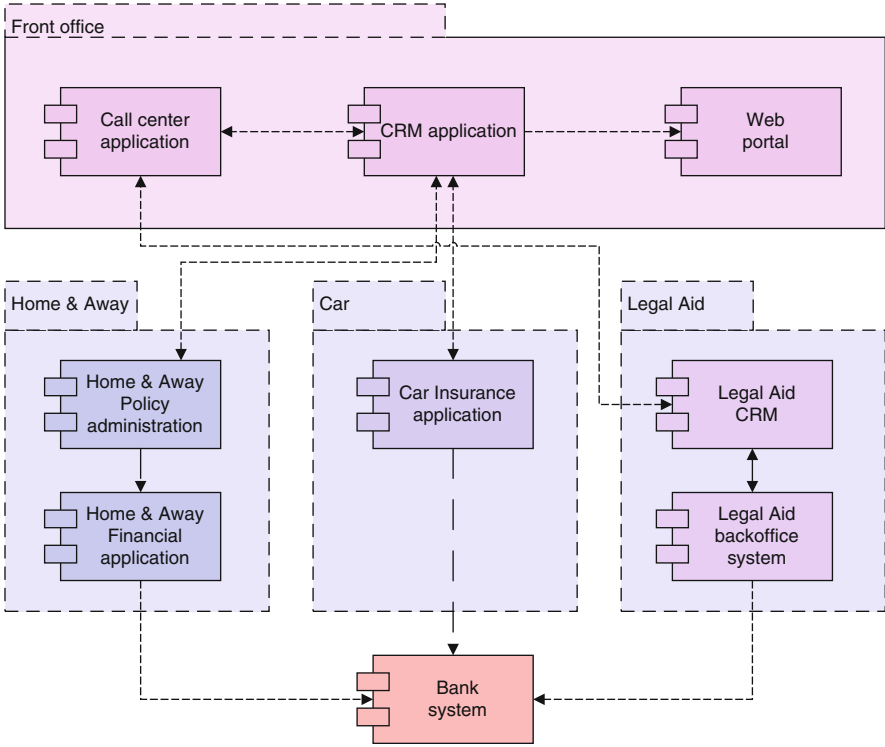 Front office
Call center
application
CRM application
Web
portal
Home & Away
Car
Legal Aid
Home & Away
Policy
administration
Car Insurance
application
Legal Aid
CRM
Home & Away
Financial
application
Legal Aid
backoffice
system
Bank
system